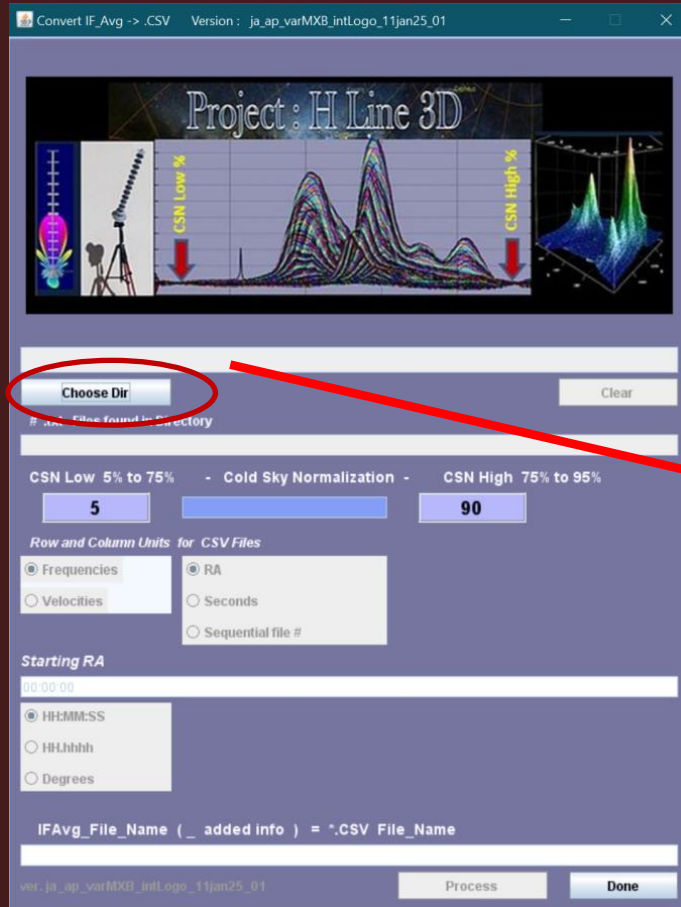 Convert IF_Avg -> .CSV Version : ja_ap_varMXB_intLogo_11jan25_01
Project : H Line 3D
CSN Low %
CSN High %
Choose Dir
Clear
# .txt Files found in Directory
CSN Low 5% to 75% - Cold Sky Normalization - CSN High 75% to 95%
5
90
Row and Column Units for CSV Files
Frequencies
RA
Velocities
Seconds
Sequential file #
Starting RA
00:00:00
HH:MM:SS
HH.hhhh
Degrees
IFAvg_File_Name ( _ added info ) = *.CSV File_Name
ver. ja_ap_varMXB_intLogo_11jan25_01
Process
Done